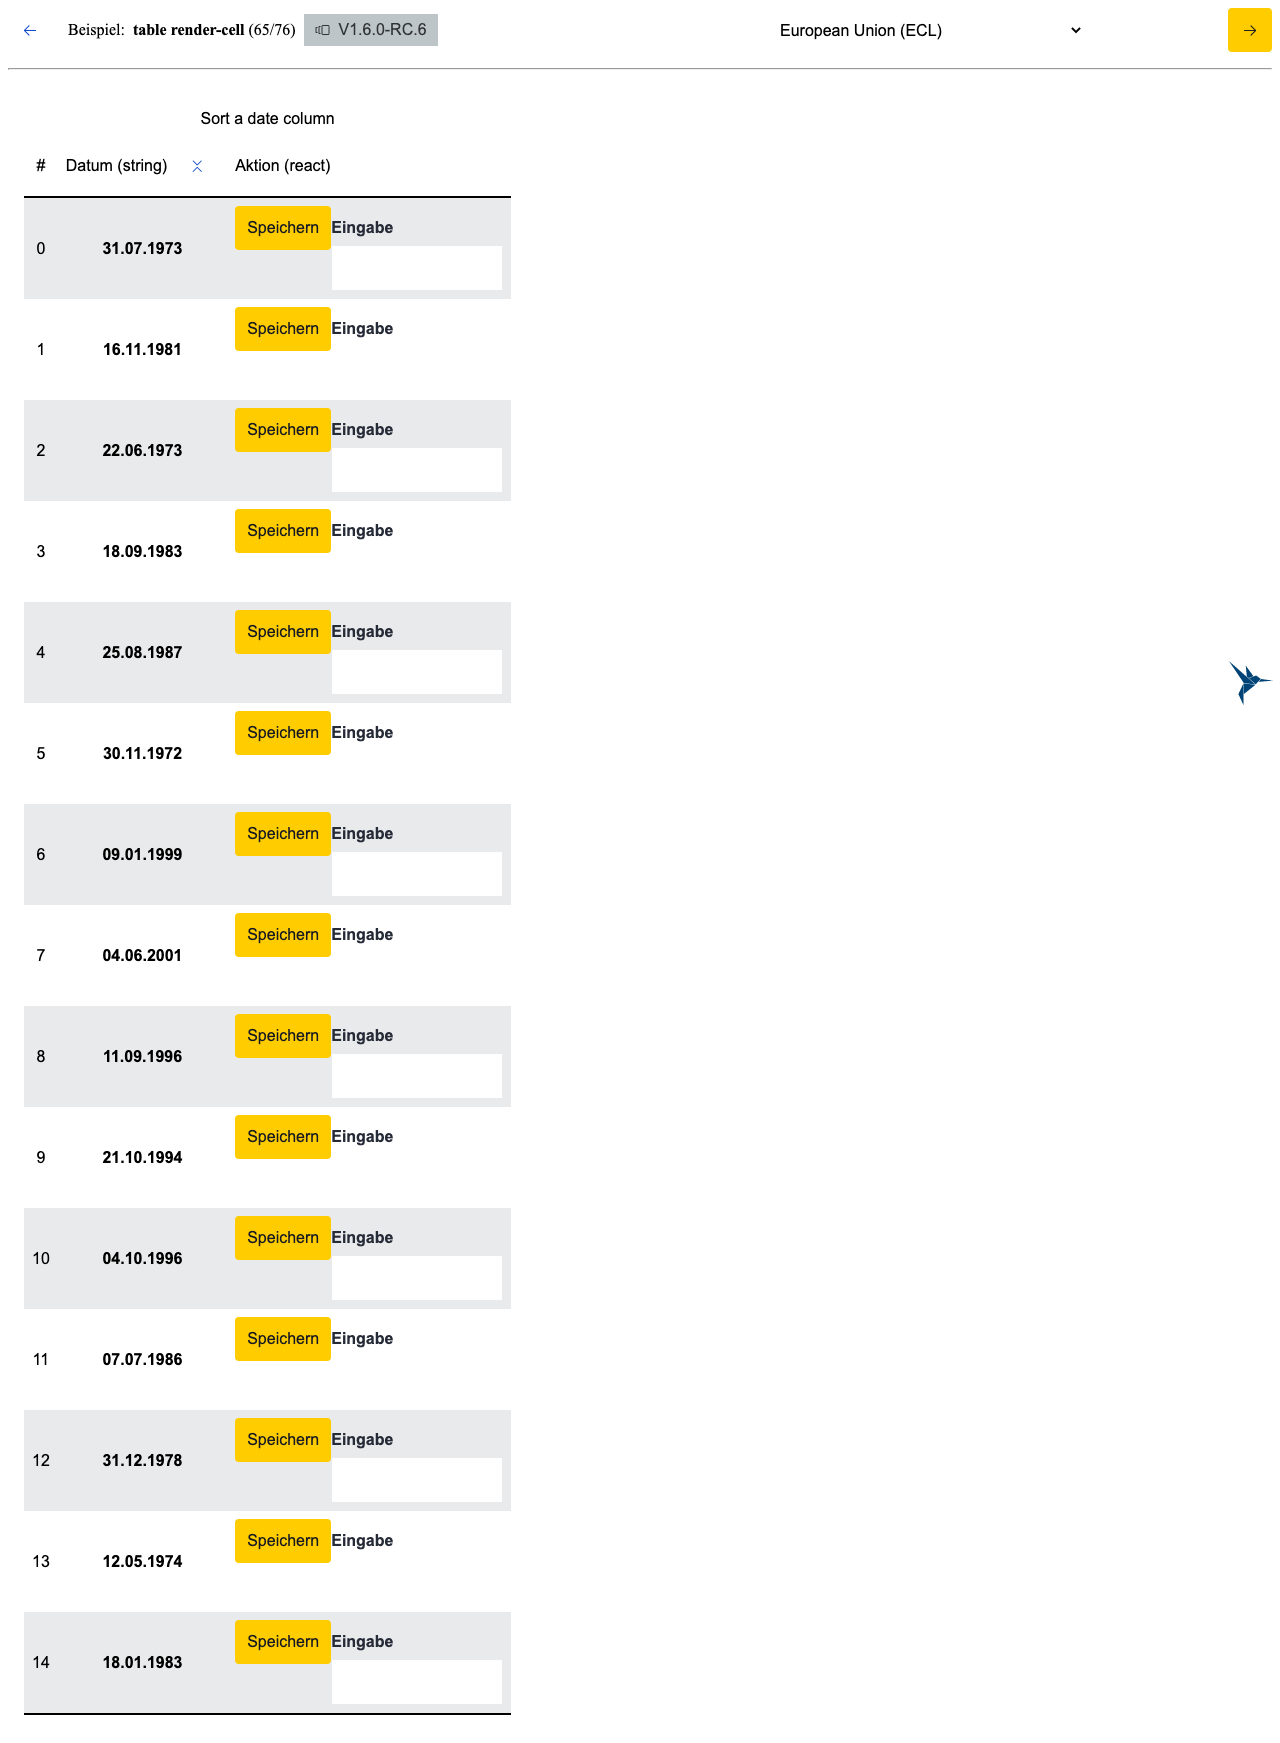 Beispiel: table render-cell (65/76) V1.6.0-RC.6 European Union (ECL)
Sort a date column
# Datum (string) Aktion (react)
0 31.07.1973 Speichern Eingabe
1 16.11.1981 Speichern Eingabe
2 22.06.1973 Speichern Eingabe
3 18.09.1983 Speichern Eingabe
4 25.08.1987 Speichern Eingabe
5 30.11.1972 Speichern Eingabe
6 09.01.1999 Speichern Eingabe
7 04.06.2001 Speichern Eingabe
8 11.09.1996 Speichern Eingabe
9 21.10.1994 Speichern Eingabe
10 04.10.1996 Speichern Eingabe
11 07.07.1986 Speichern Eingabe
12 31.12.1978 Speichern Eingabe
13 12.05.1974 Speichern Eingabe
14 18.01.1983 Speichern Eingabe